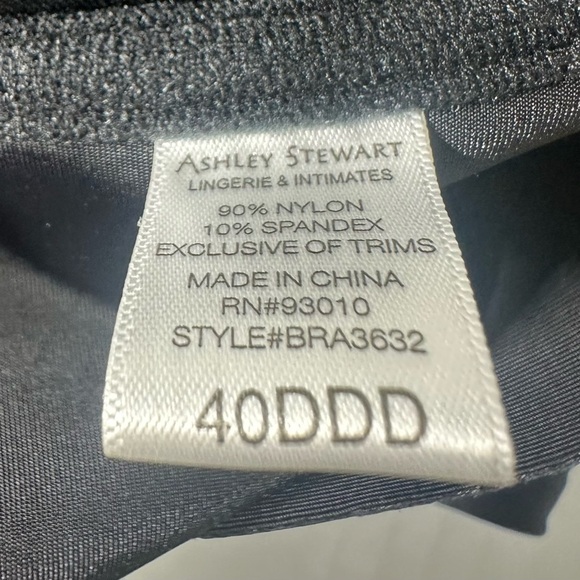 ASHLEY STEWART
LINGERIE & INTIMATES
90% NYLON
10% SPANDEX
EXCLUSIVE OF TRIMS
MADE IN CHINA
RN#93010
STYLE#BRA3632
40DDD